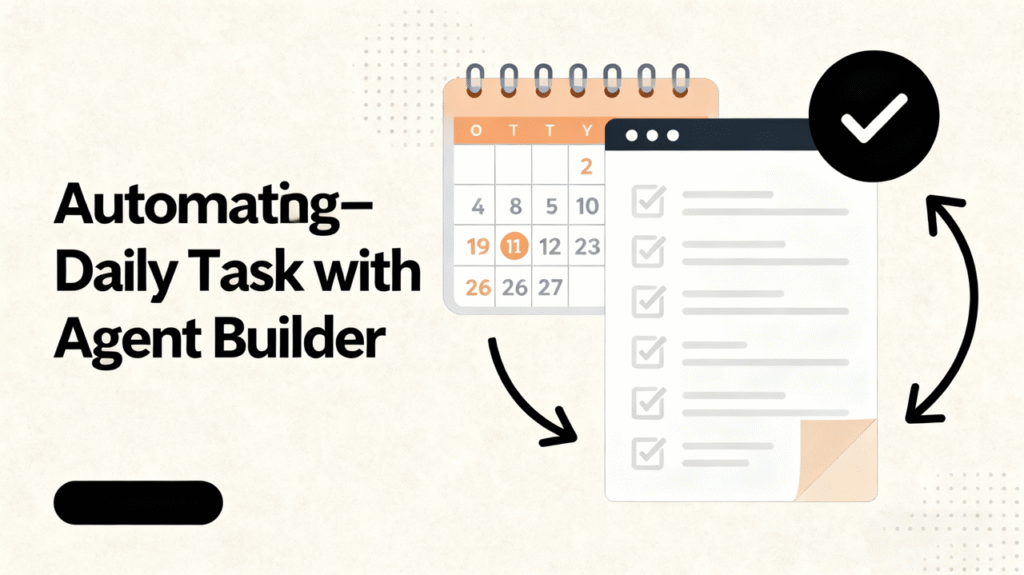 Automating–
Daily Task with
Agent Builder
O T T Y
2
4 8 5 10
19 11 12 23
26 26 27